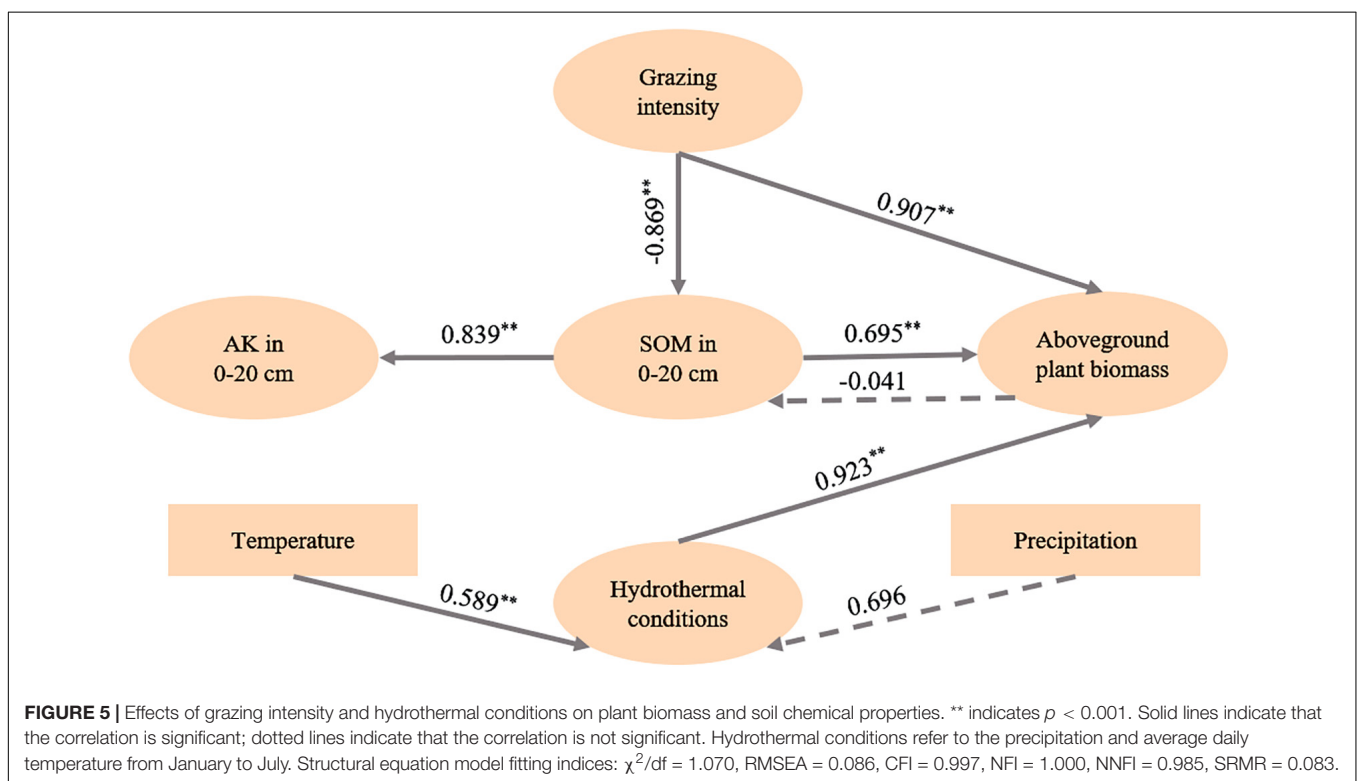 Grazing
intensity
-0.869**
0.907**
AK in
0-20 cm
0.839**
SOM in
0-20 cm
0.695**
-0.041
Aboveground
plant biomass
0.923**
Temperature
Precipitation
0.589**
Hydrothermal
conditions
0.696
FIGURE 5 | Effects of grazing intensity and hydrothermal conditions on plant biomass and soil chemical properties. ** indicates p < 0.001. Solid lines indicate that
the correlation is significant; dotted lines indicate that the correlation is not significant. Hydrothermal conditions refer to the precipitation and average daily
temperature from January to July. Structural equation model fitting indices: χ²/df = 1.070, RMSEA = 0.086, CFI = 0.997, NFI = 1.000, NNFI = 0.985, SRMR = 0.083.